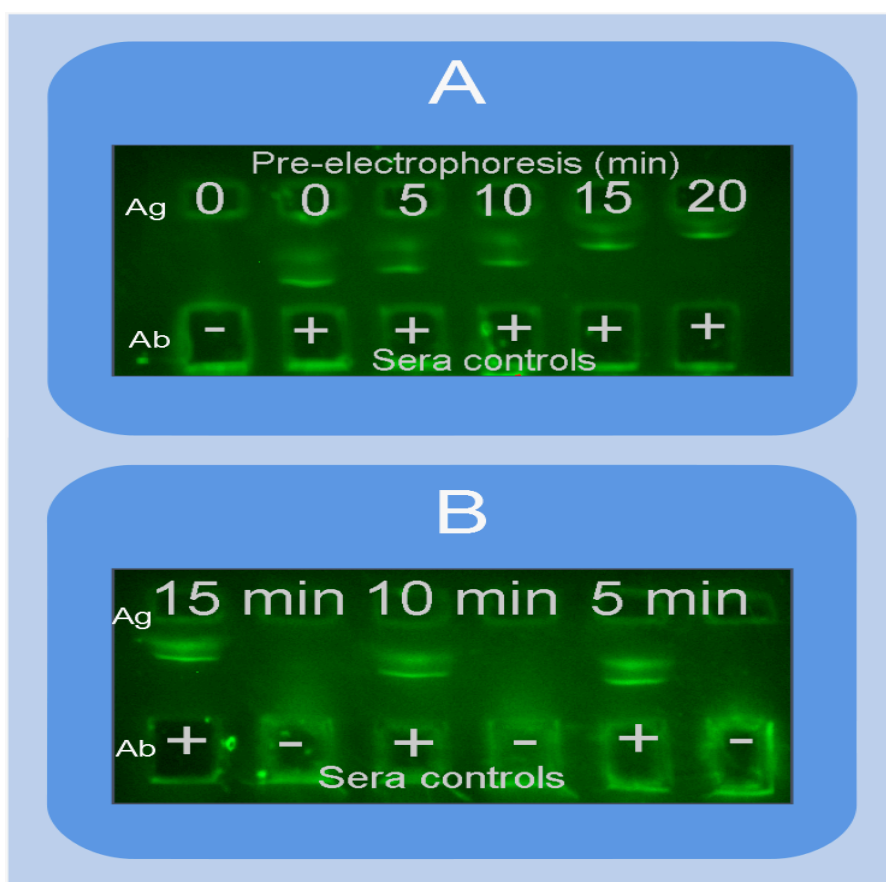 A
Pre-electrophoresis (min)
Ag 0 0 5 10 15 20
Ab - + + + + +
Sera controls
B
Ag 15 min 10 min 5 min
Ab + - + - + -
Sera controls